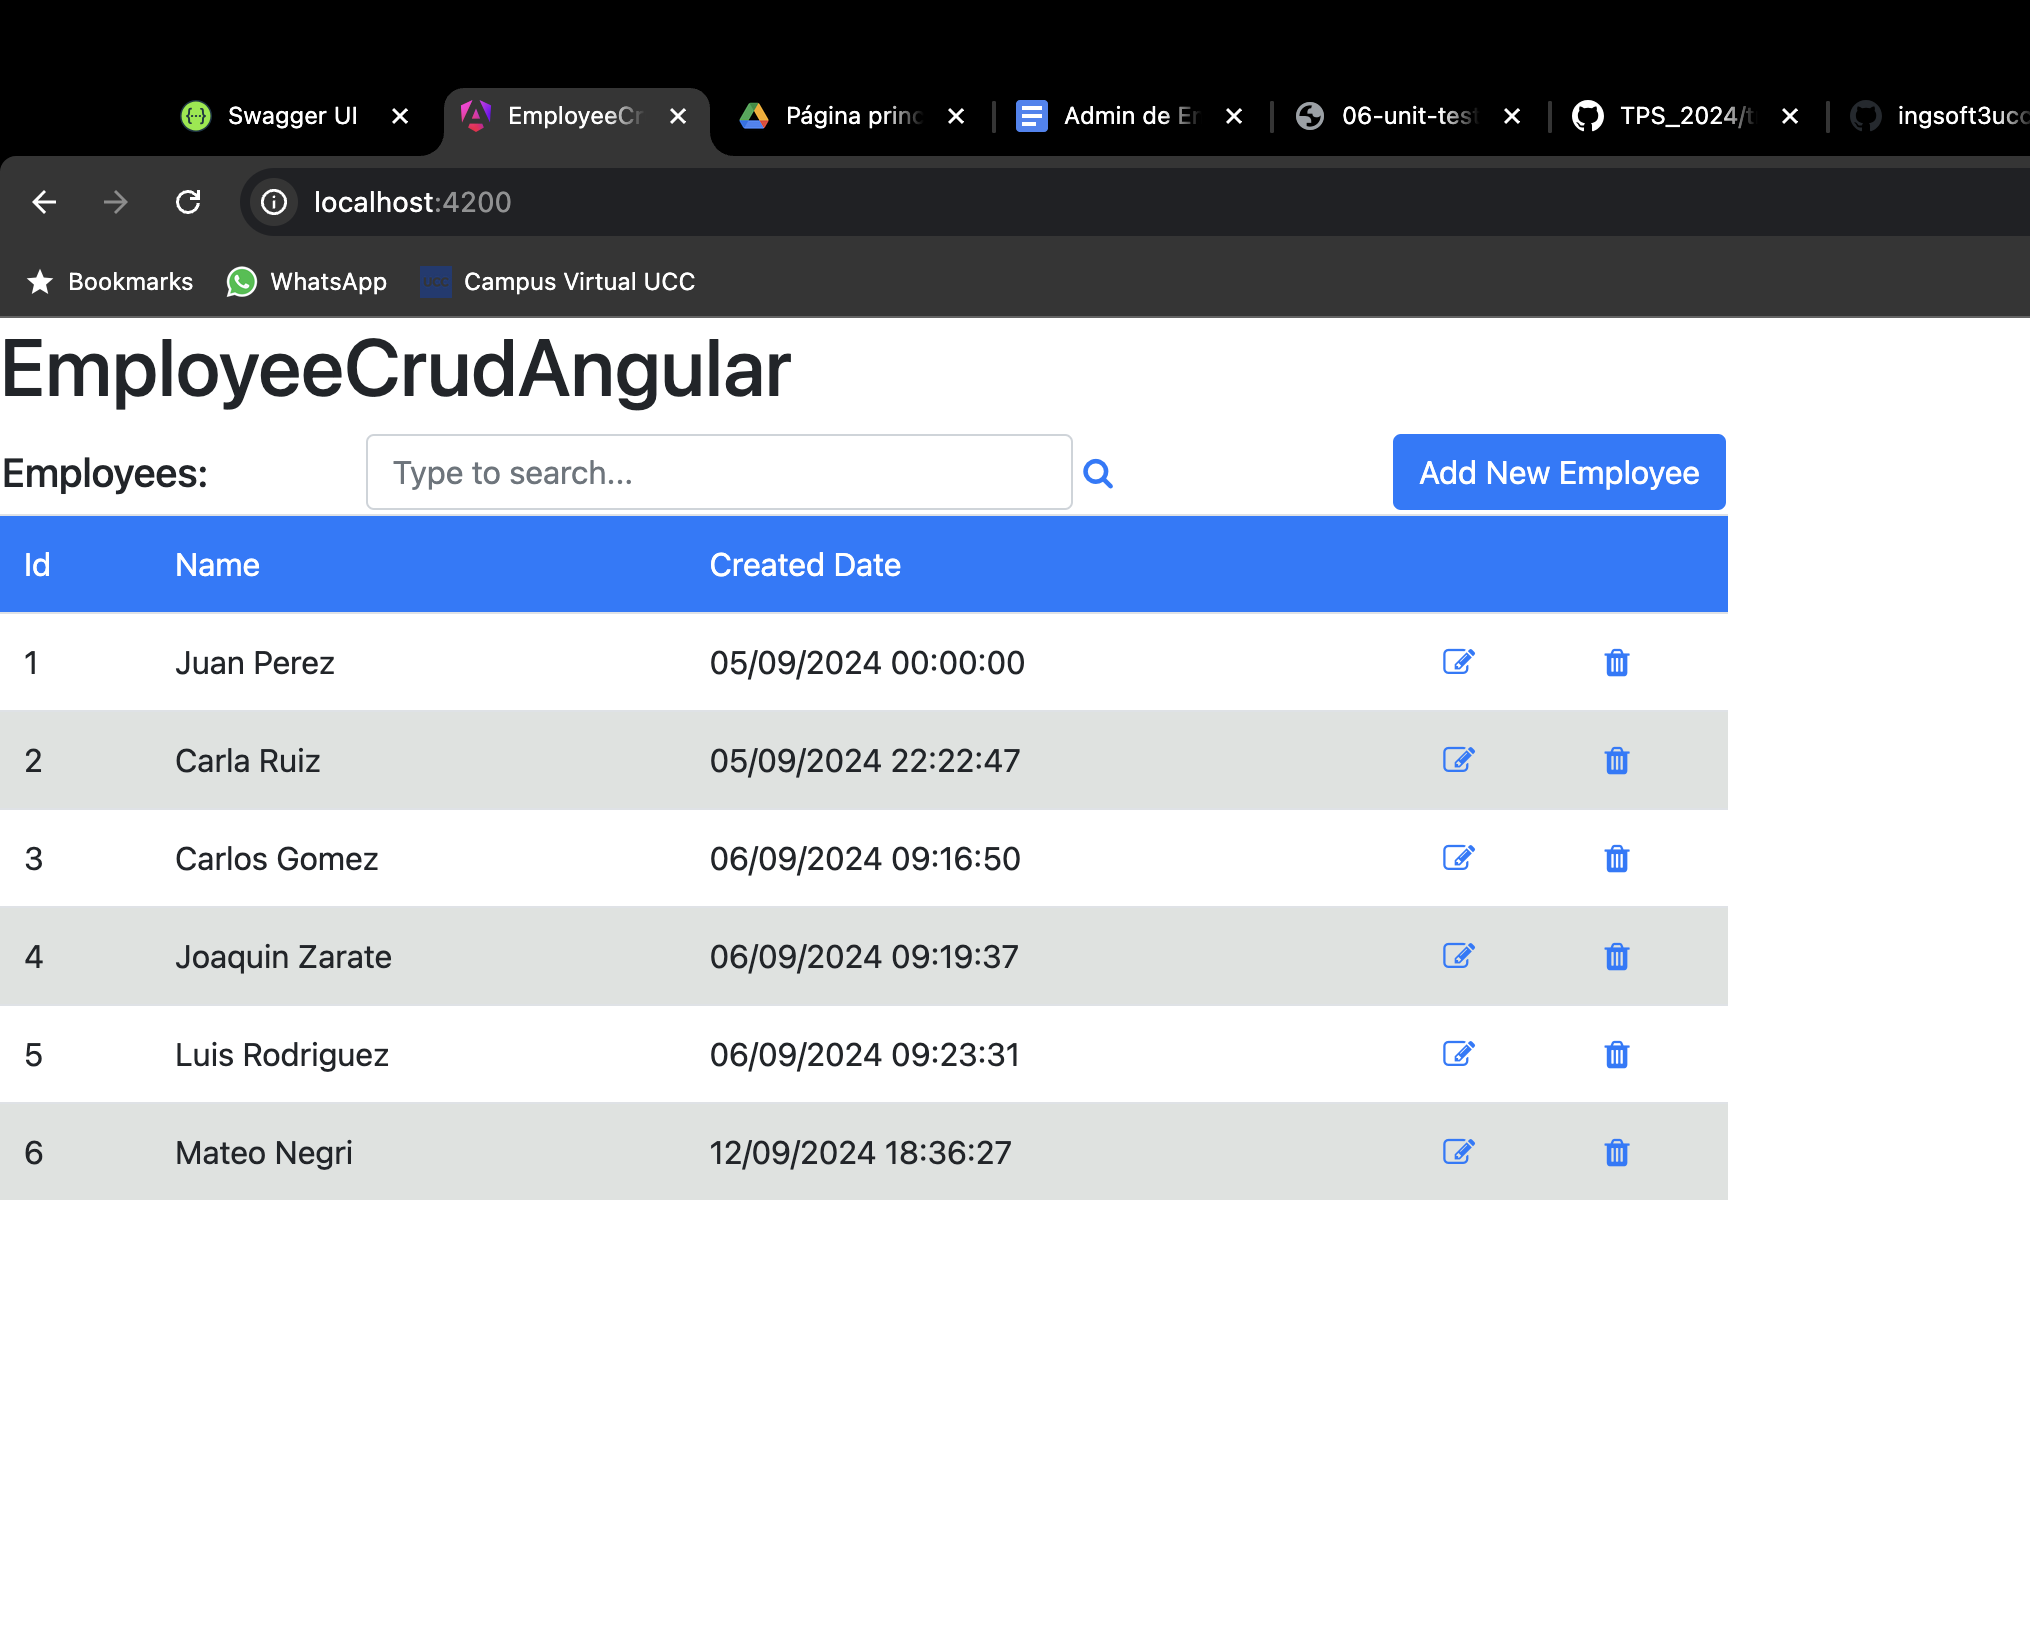 Swagger UI EmployeeCr Página princ Admin de Er 06-unit-test TPS_2024/t ingsoft3ucc
localhost:4200
Bookmarks WhatsApp UCC Campus Virtual UCC
EmployeeCrudAngular
Employees: Type to search... Add New Employee
Id Name Created Date
1 Juan Perez 05/09/2024 00:00:00
2 Carla Ruiz 05/09/2024 22:22:47
3 Carlos Gomez 06/09/2024 09:16:50
4 Joaquin Zarate 06/09/2024 09:19:37
5 Luis Rodriguez 06/09/2024 09:23:31
6 Mateo Negri 12/09/2024 18:36:27